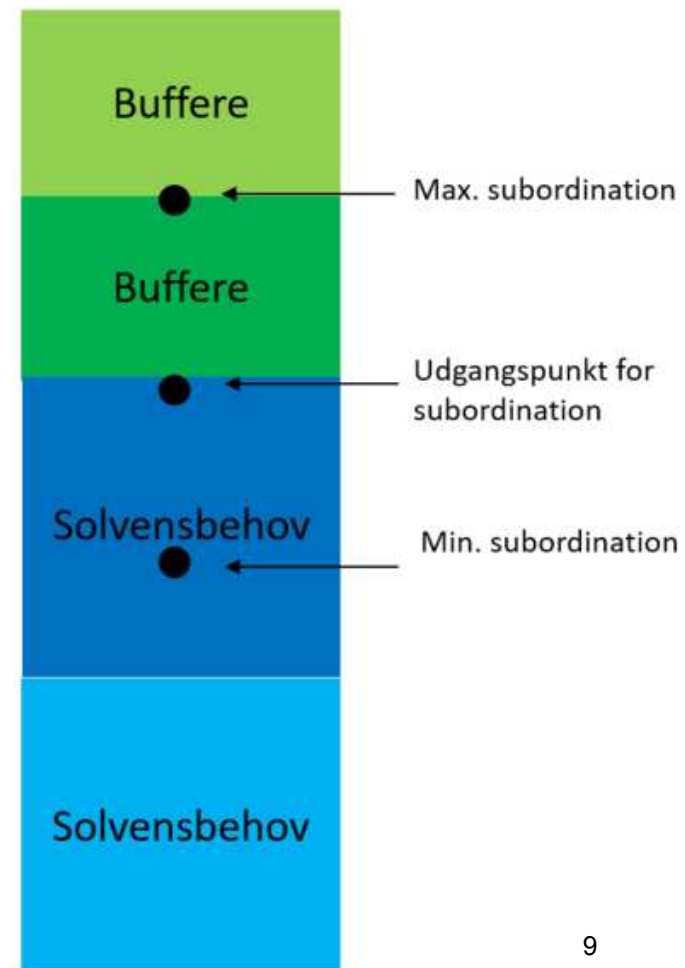 Buffere
Max. subordination
Buffere
Udgangspunkt for
subordination
Solvensbehov
Min. subordination
Solvensbehov
9